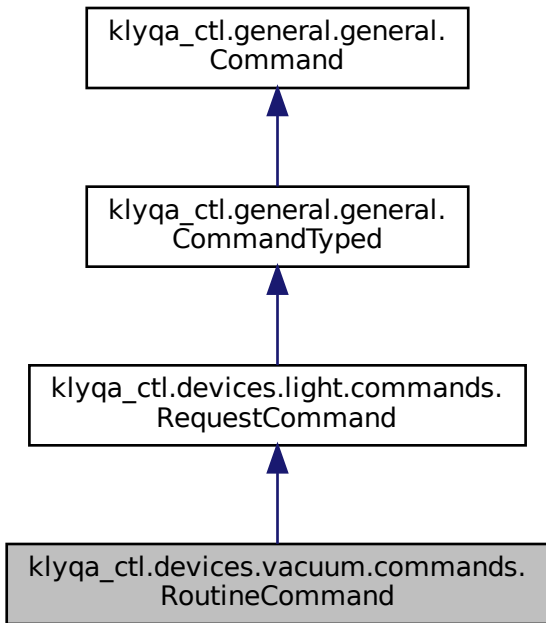 klyqa_ctl.general.general.
Command
klyqa_ctl.general.general.
CommandTyped
klyqa_ctl.devices.light.commands.
RequestCommand
klyqa_ctl.devices.vacuum.commands.
RoutineCommand